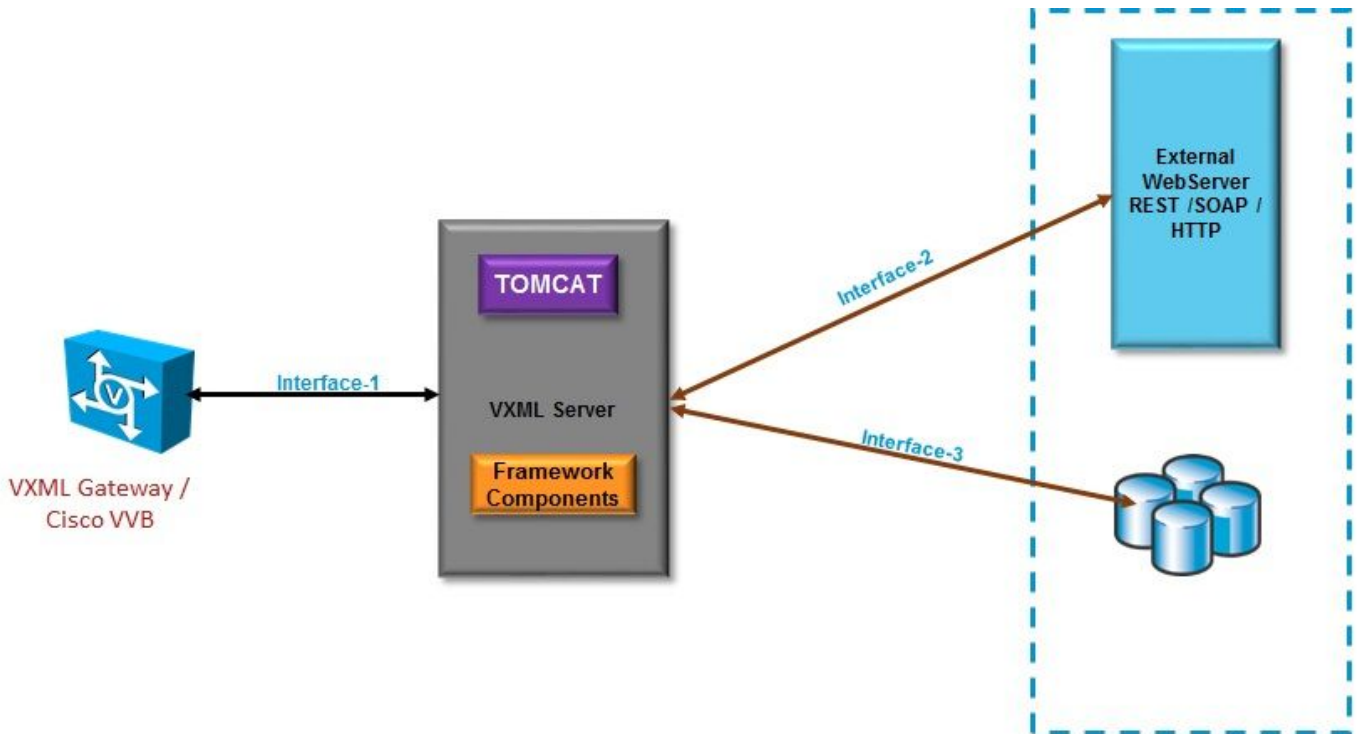 External
WebServer
REST /SOAP /
HTTP
TOMCAT
Interface-2
Interface-1
V
VXML Server
Interface-3
Framework
Components
VXML Gateway /
Cisco VVB